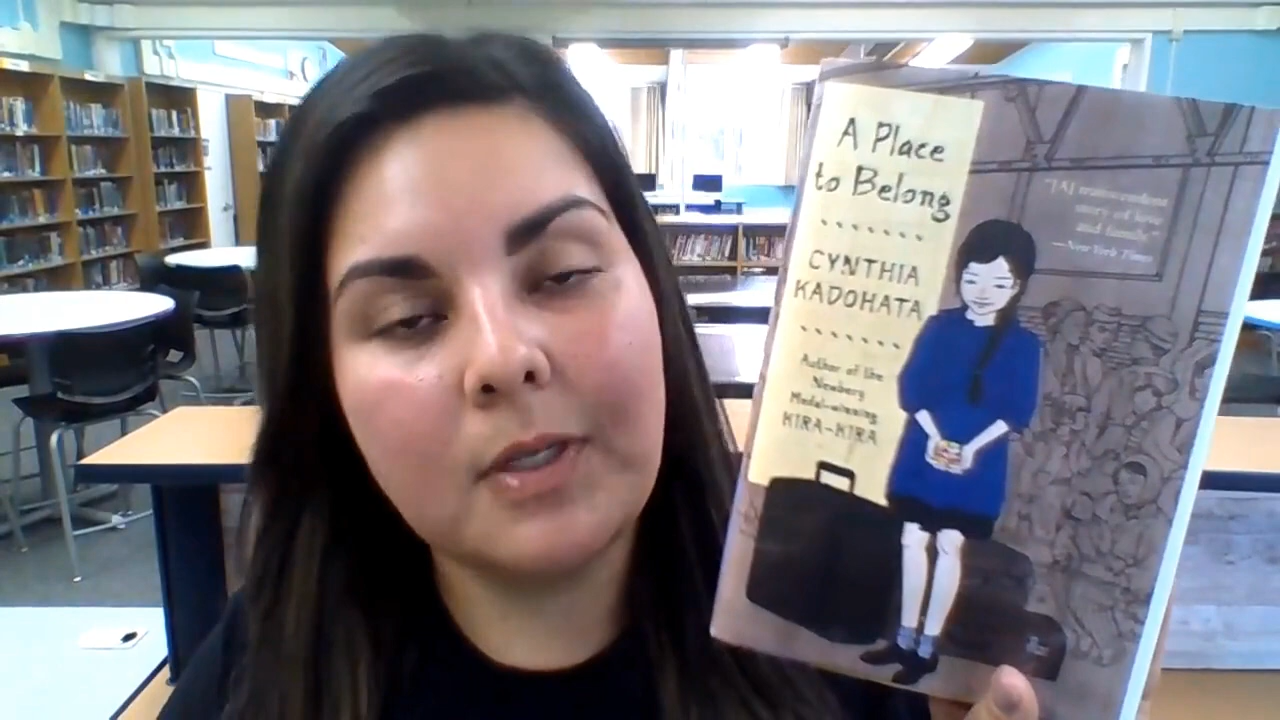 A Place
to Belong
CYNTHIA
KADOHATA
Author of the
Newbery
Medal-winning
KIRA-KIRA
"[A] transcendent
story of love
and family."
—New York Times